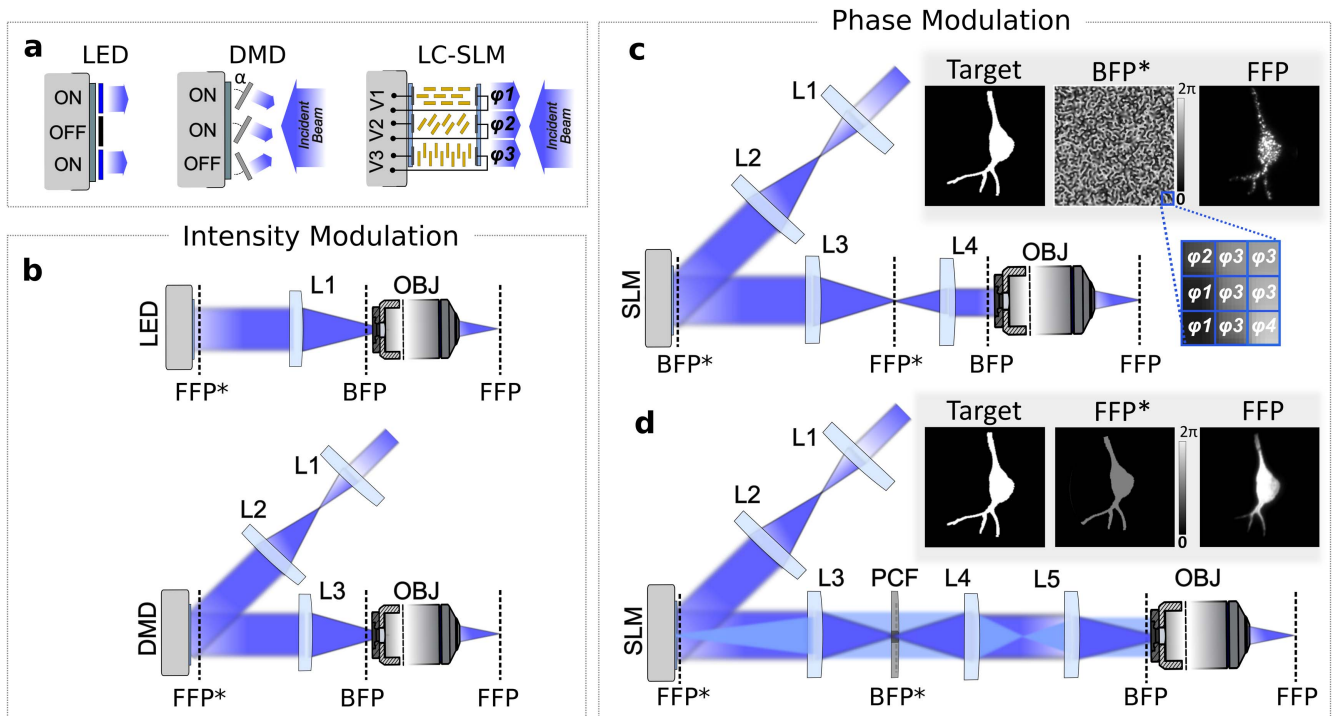 a
LED
ON
OFF
ON
DMD
α
ON
ON
OFF
Incident
Beam
LC-SLM
V1
V2
V3
φ1
φ2
φ3
Incident
Beam
Intensity Modulation
b
LED
L1
OBJ
FFP*
BFP
FFP
L1
L2
DMD
L3
OBJ
FFP*
BFP
FFP
Phase Modulation
c
L1
L2
SLM
L3
L4
OBJ
BFP*
FFP*
BFP
FFP
Target
BFP*
FFP
2π
0
φ2 φ3 φ3
φ1 φ3 φ3
φ1 φ3 φ4
d
L1
L2
SLM
L3
PCF
L4
L5
OBJ
FFP*
BFP*
BFP
FFP
Target
FFP*
FFP
2π
0